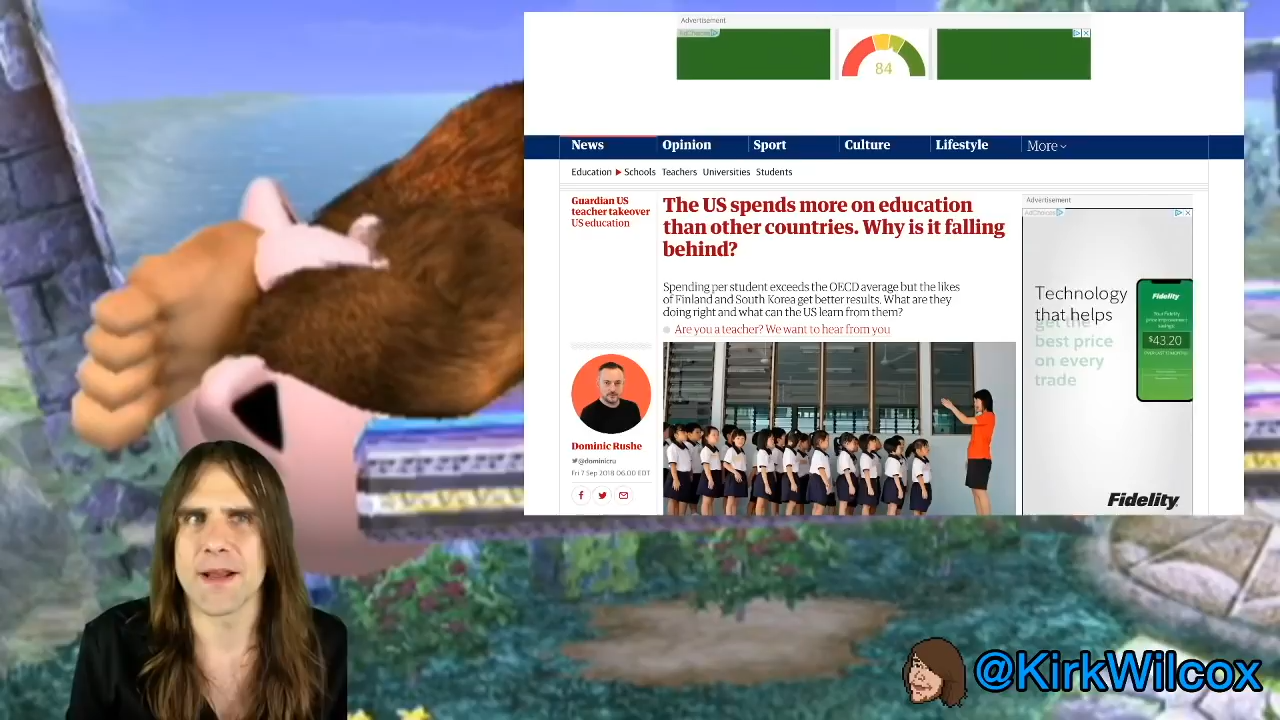 Advertisement
AdChoices
84
News
Opinion
Sport
Culture
Lifestyle
More
Education
Schools
Teachers
Universities
Students
Guardian US
teacher takeover
US education
The US spends more on education
than other countries. Why is it falling
behind?
Spending per student exceeds the OECD average but the likes
of Finland and South Korea get better results. What are they
doing right and what can the US learn from them?
Are you a teacher? We want to hear from you
Dominic Rushe
@dominicru
Fri 7 Sep 2018 06.00 EDT
Advertisement
AdChoices
Technology
that helps
get the
best price
on every
trade
Fidelity
$43.20
Fidelity
@KirkWilcox